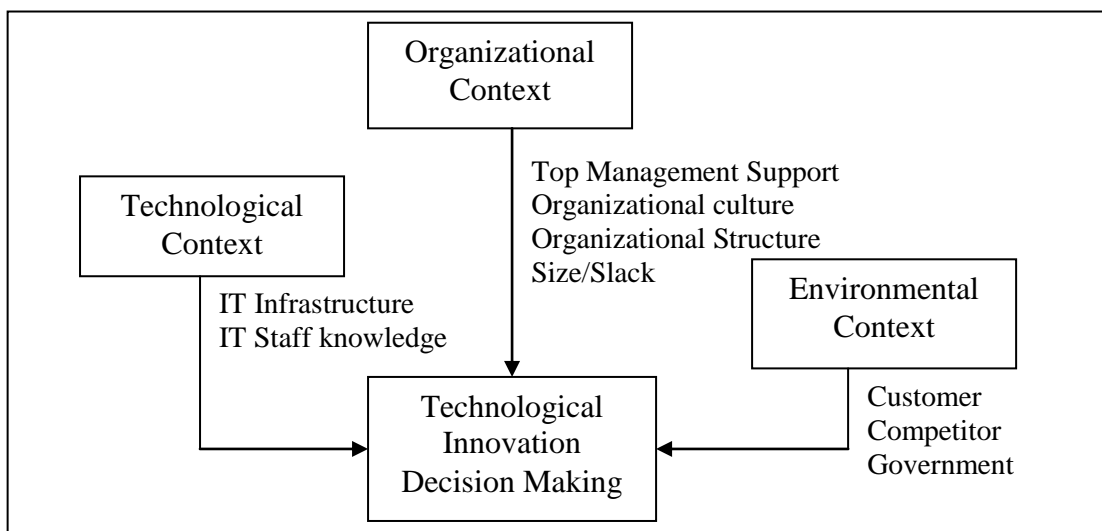 Organizational
Context
Top Management Support
Organizational culture
Organizational Structure
Size/Slack
Technological
Context
IT Infrastructure
IT Staff knowledge
Environmental
Context
Customer
Competitor
Government
Technological
Innovation
Decision Making